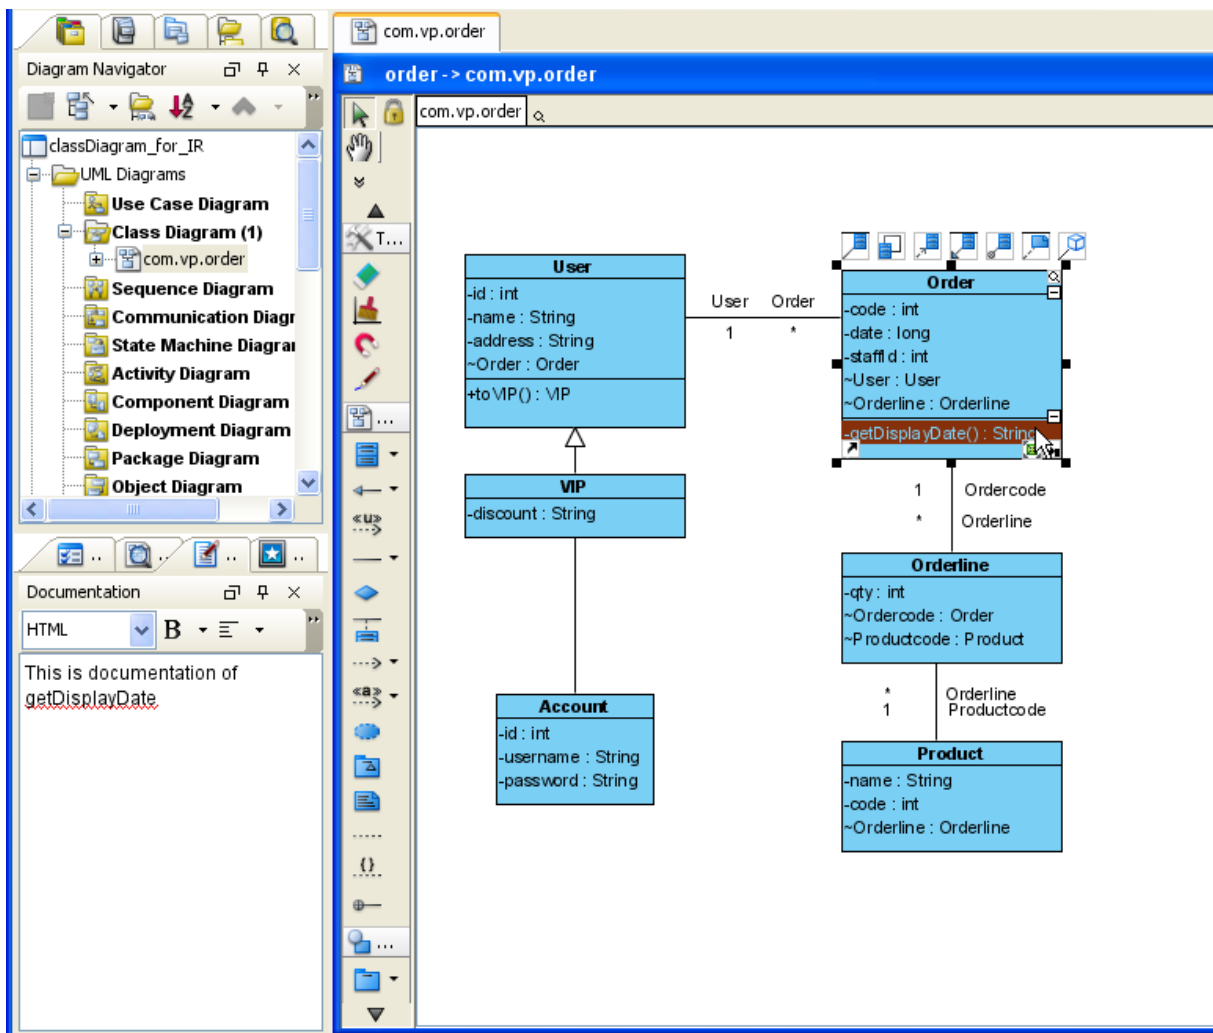 com.vp.order
Diagram Navigator
order -> com.vp.order
com.vp.order
classDiagram_for_IR
UML Diagrams
Use Case Diagram
Class Diagram (1)
com.vp.order
Sequence Diagram
Communication Diagr
State Machine Diagrar
Activity Diagram
Component Diagram
Deployment Diagram
Package Diagram
Object Diagram
T...
...
«u»
«a»
{}
...
User
-id : int
-name : String
-address : String
~Order : Order
+toVIP() : VIP
User Order
1 *
Order
-code : int
-date : long
-staffId : int
~User : User
~Orderline : Orderline
-getDisplayDate() : String
VIP
-discount : String
1 Ordercode
* Orderline
Orderline
-qty : int
~Ordercode : Order
~Productcode : Product
* Orderline
1 Productcode
Account
-id : int
-username : String
-password : String
Product
-name : String
-code : int
~Orderline : Orderline
.. .. .. ..
Documentation
HTML
B
This is documentation of
getDisplayDate.